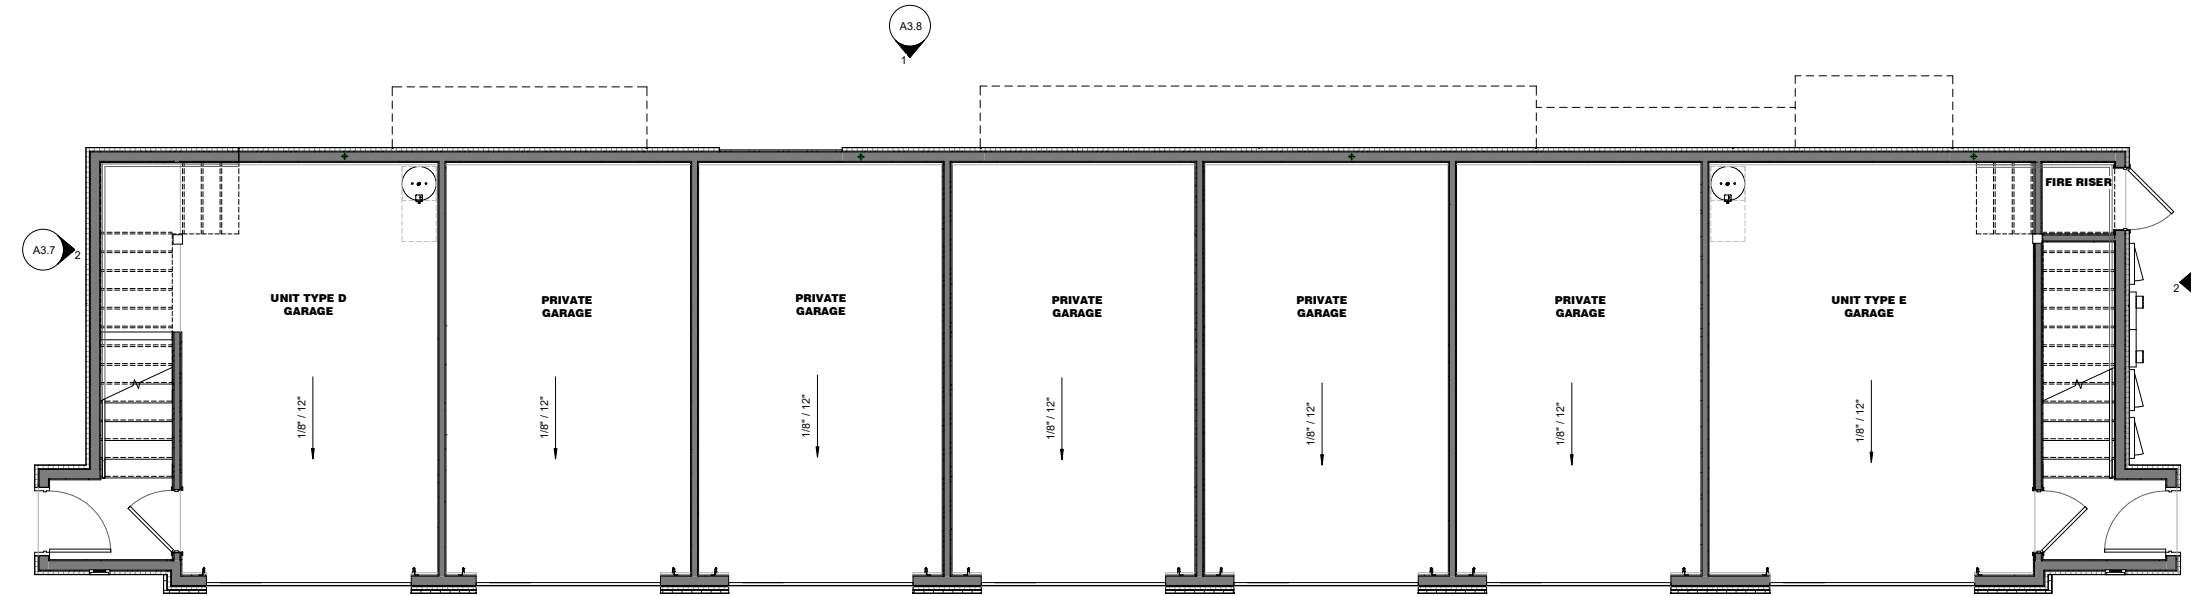 A3.8
1
FIRE RISER
A3.7
2
2
UNIT TYPE D
GARAGE
PRIVATE
GARAGE
PRIVATE
GARAGE
PRIVATE
GARAGE
PRIVATE
GARAGE
PRIVATE
GARAGE
UNIT TYPE E
GARAGE
1/8" / 12"
1/8" / 12"
1/8" / 12"
1/8" / 12"
1/8" / 12"
1/8" / 12"
1/8" / 12"